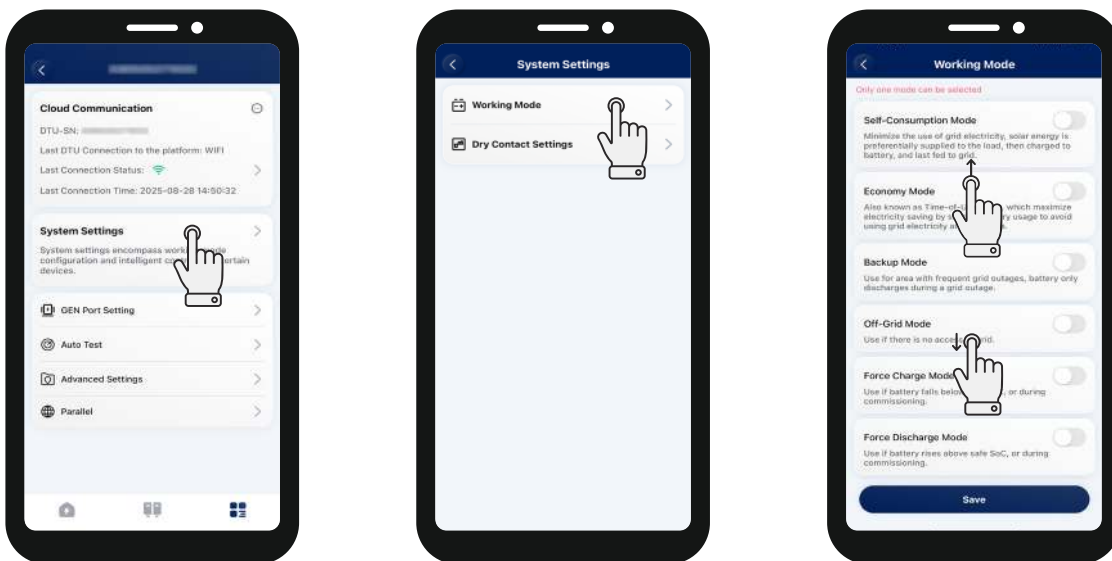 Cloud Communication
DTU-SN:
Last DTU Connection to the platform: WIFI
Last Connection Status:
Last Connection Time: 2025-08-28 14:50:32
System Settings
System settings encompass
configuration and intelligent
devices.
GEN Port Setting
Auto Test
Advanced Settings
Parallel
System Settings
Working Mode
Dry Contact Settings
Working Mode
Only one mode can be selected
Self-Consumption Mode
Minimize the use of grid electricity, solar energy is
preferentially supplied to the load, then charged to
battery, and last fed to grid.
Economy Mode
Also known as which maximize
electricity saving by usage to avoid
using grid electricity
Backup Mode
Use for area with frequent grid outages, battery only
discharges during a grid outage.
Off-Grid Mode
Use if there is no
Force Charge Mode
Use if battery falls or during
commissioning.
Force Discharge Mode
Use if battery rises above safe SoC, or during
commissioning.
Save